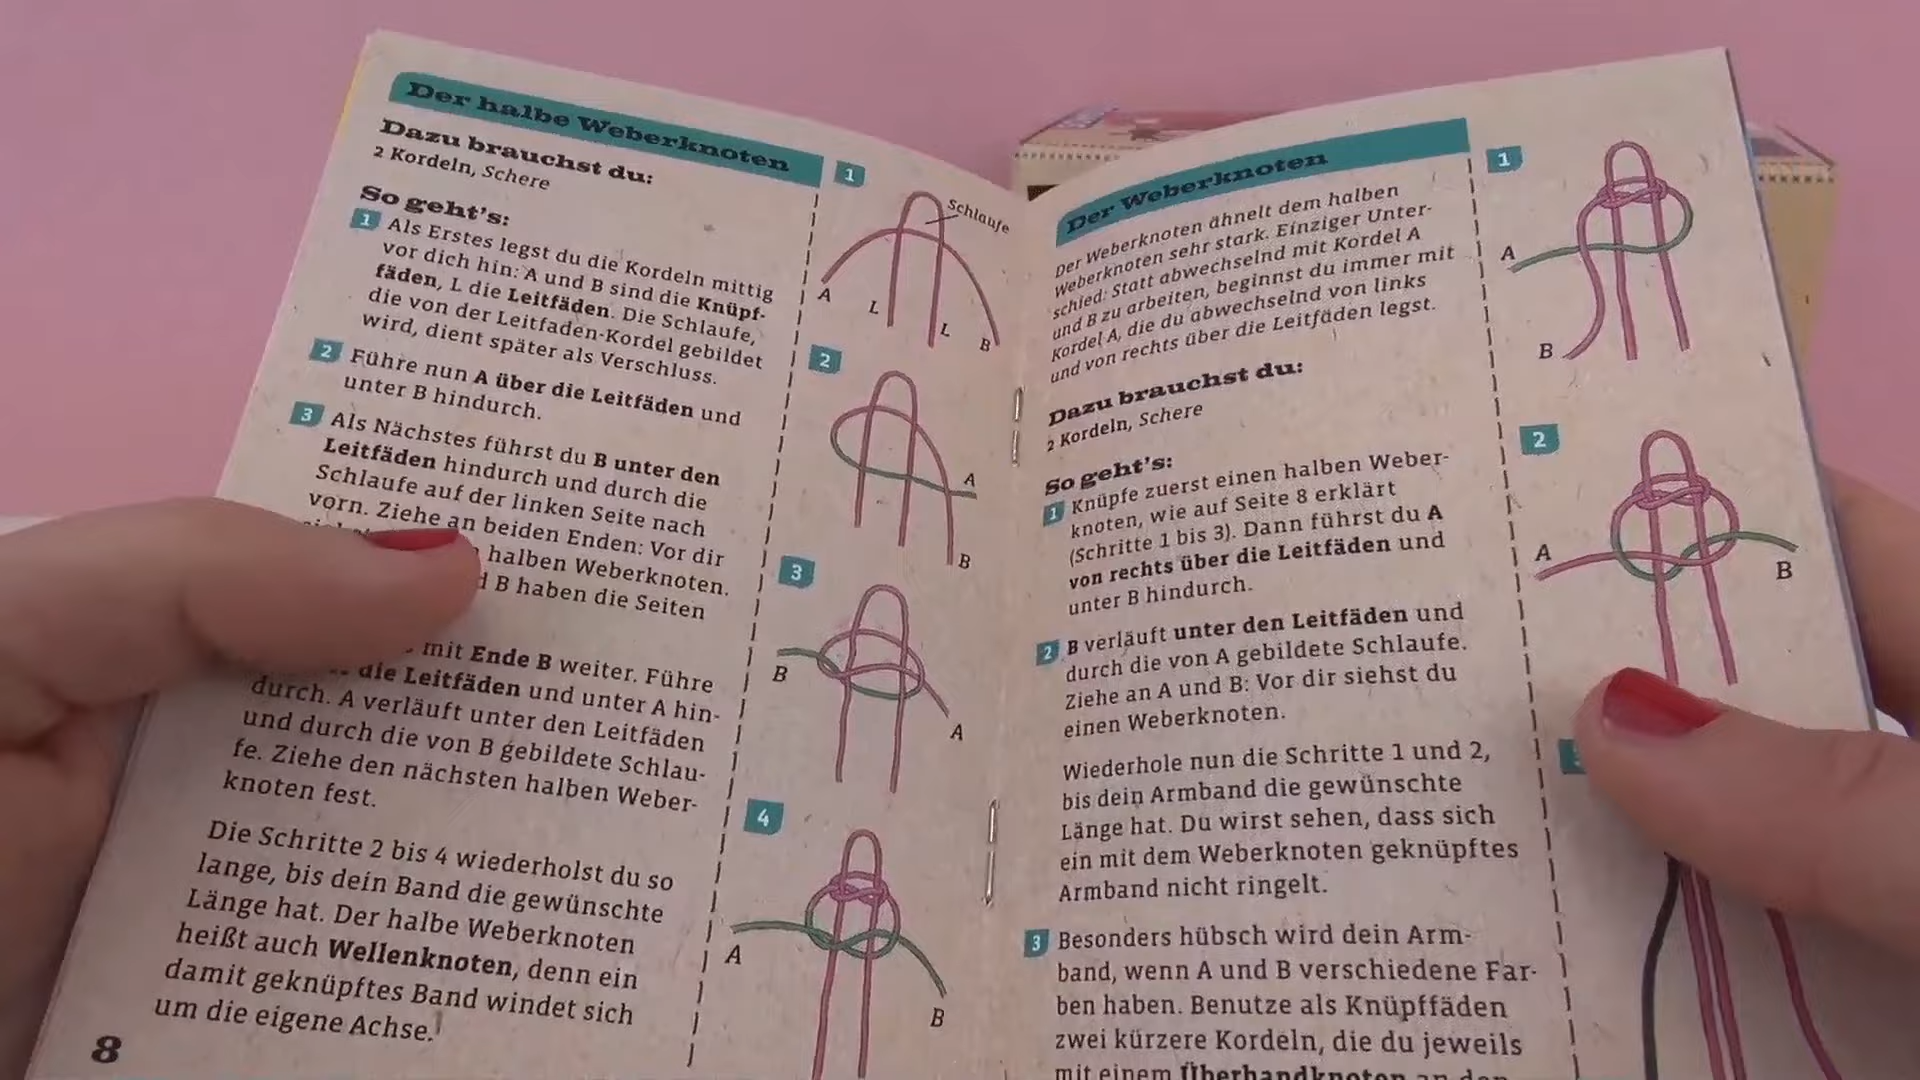 Der halbe Weberknoten
Dazu brauchst du:
2 Kordeln, Schere
So geht's:
1 Als Erstes legst du die Kordeln mittig
vor dich hin: A und B sind die Knüpf-
fäden, L die Leitfäden. Die Schlaufe,
die von der Leitfaden-Kordel gebildet
wird, dient später als Verschluss.
2 Führe nun A über die Leitfäden und
unter B hindurch.
3 Als Nächstes führst du B unter den
Leitfäden hindurch und durch die
Schlaufe auf der linken Seite nach
vorn. Ziehe an beiden Enden: Vor dir
halben Weberknoten.
B haben die Seiten
mit Ende B weiter. Führe
die Leitfäden und unter A hin-
durch. A verläuft unter den Leitfäden
und durch die von B gebildete Schlau-
fe. Ziehe den nächsten halben Weber-
knoten fest.
Die Schritte 2 bis 4 wiederholst du so
lange, bis dein Band die gewünschte
Länge hat. Der halbe Weberknoten
heißt auch Wellenknoten, denn ein
damit geknüpftes Band windet sich
um die eigene Achse.
8
1
Schlaufe
A
L
L
B
2
A
B
3
B
A
4
A
B
Der Weberknoten
Der Weberknoten ähnelt dem halben
Weberknoten sehr stark. Einziger Unter-
schied: Statt abwechselnd mit Kordel A
und B zu arbeiten, beginnst du immer mit
Kordel A, die du abwechselnd von links
und von rechts über die Leitfäden legst.
Dazu brauchst du:
2 Kordeln, Schere
So geht's:
1 Knüpfe zuerst einen halben Weber-
knoten, wie auf Seite 8 erklärt
(Schritte 1 bis 3). Dann führst du A
von rechts über die Leitfäden und
unter B hindurch.
2 B verläuft unter den Leitfäden und
durch die von A gebildete Schlaufe.
Ziehe an A und B: Vor dir siehst du
einen Weberknoten.
Wiederhole nun die Schritte 1 und 2,
bis dein Armband die gewünschte
Länge hat. Du wirst sehen, dass sich
ein mit dem Weberknoten geknüpftes
Armband nicht ringelt.
3 Besonders hübsch wird dein Arm-
band, wenn A und B verschiedene Far-
ben haben. Benutze als Knüpffäden
zwei kürzere Kordeln, die du jeweils
mit einem Überhandknoten an den
1
A
B
2
A
B